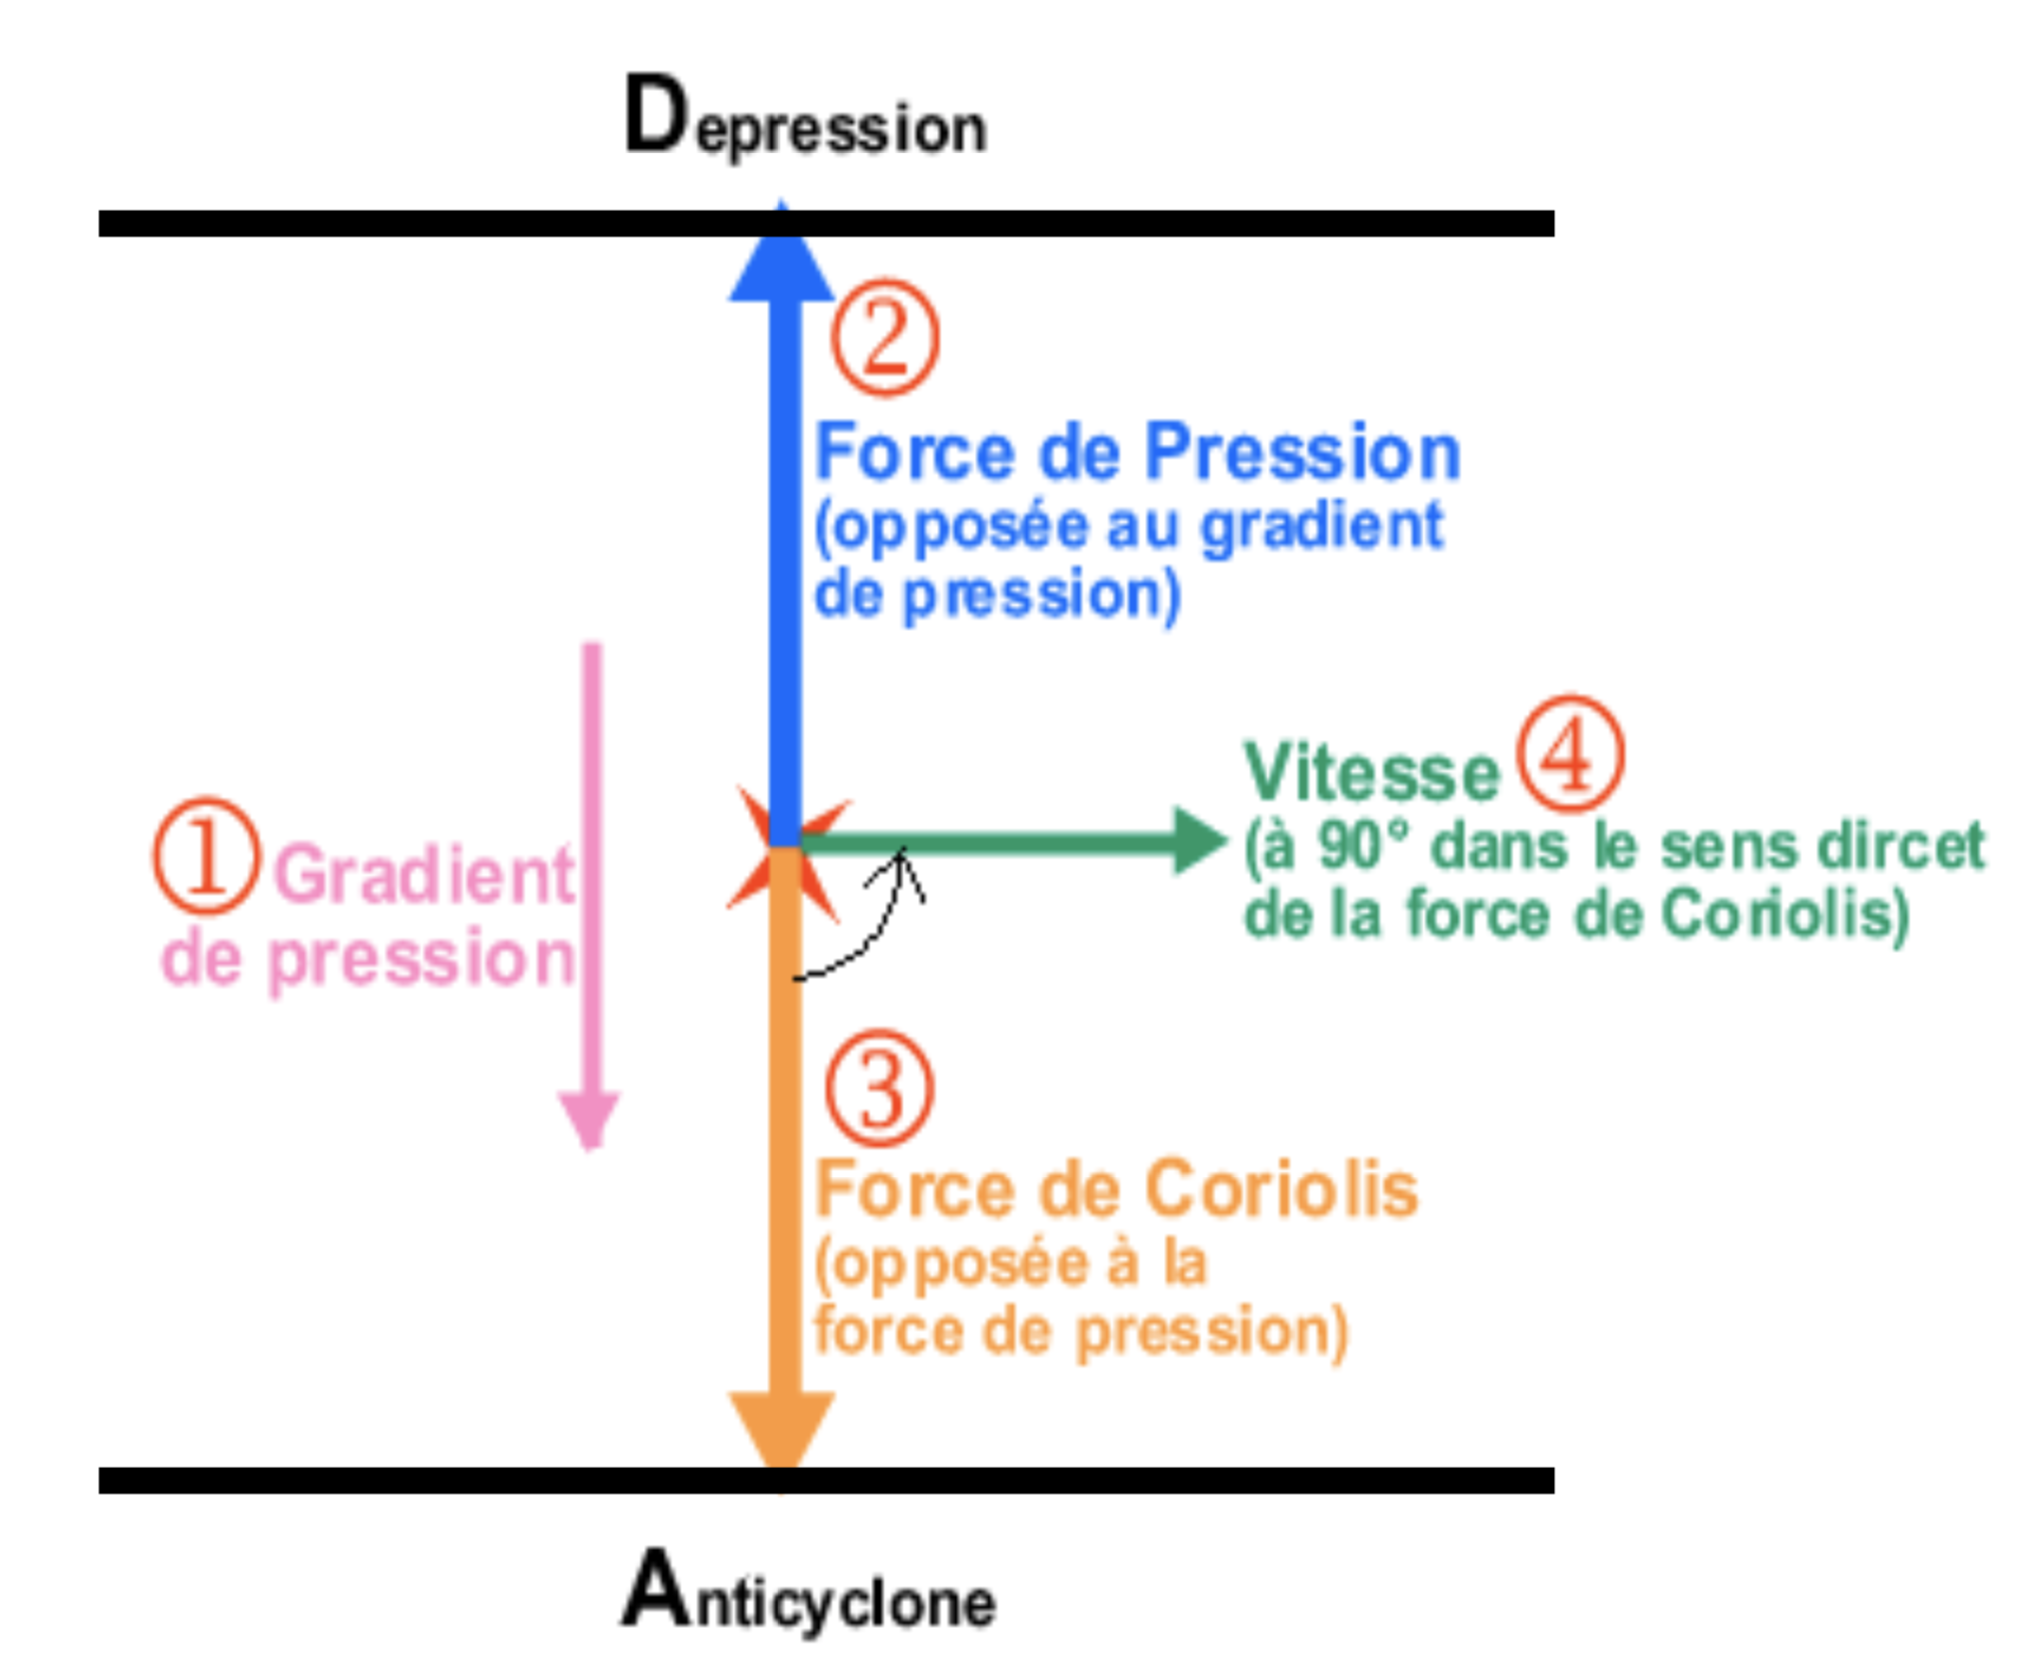 Depression
②
Force de Pression
(opposée au gradient
de pression)
① Gradient
de pression
Vitesse ④
(à 90° dans le sens dircet
de la force de Coriolis)
③
Force de Coriolis
(opposée à la
force de pression)
Anticyclone